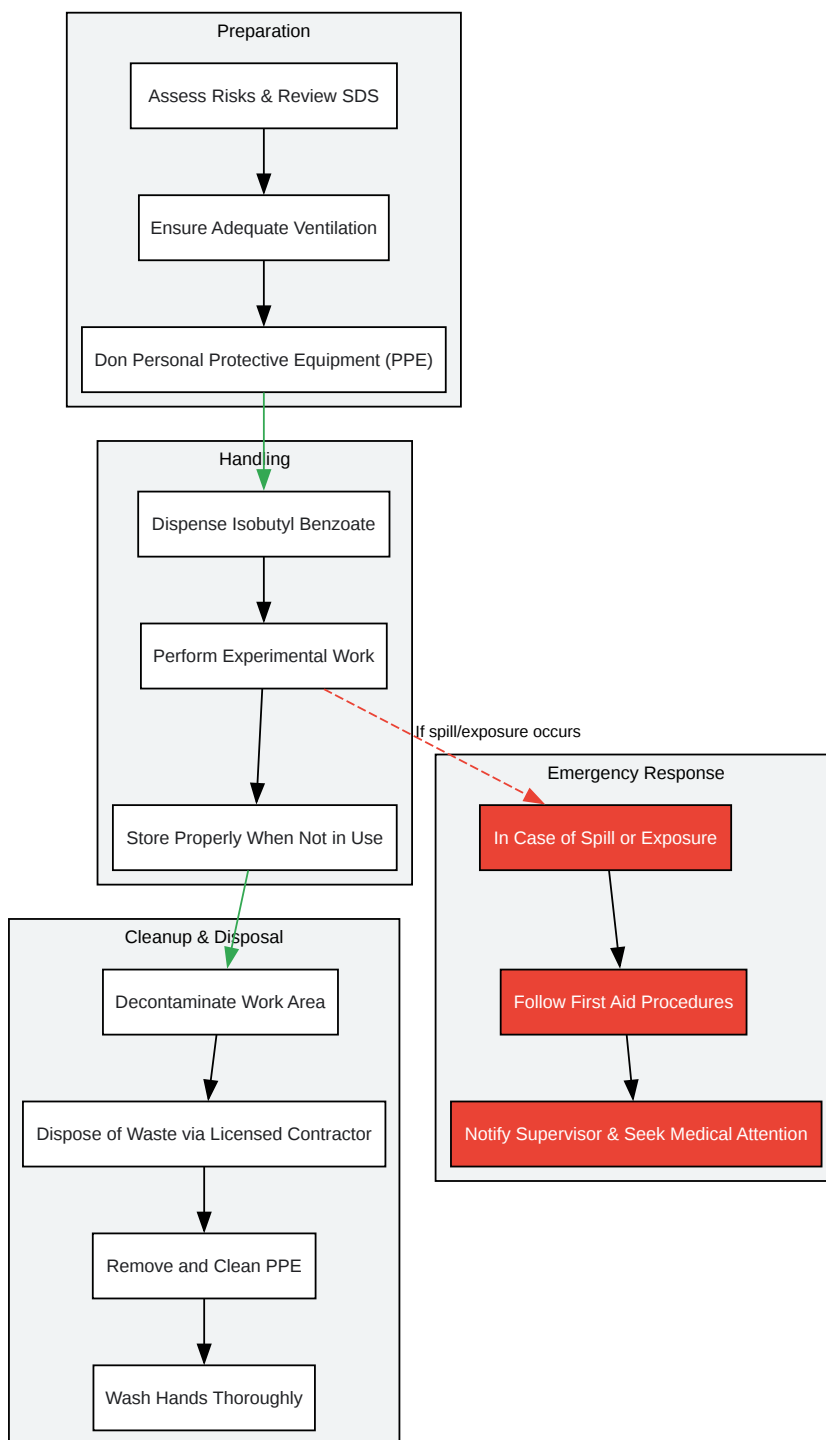 Preparation
Assess Risks & Review SDS
Ensure Adequate Ventilation
Don Personal Protective Equipment (PPE)
Handling
Dispense Isobutyl Benzoate
Perform Experimental Work
If spill/exposure occurs
Store Properly When Not in Use
Emergency Response
In Case of Spill or Exposure
Follow First Aid Procedures
Notify Supervisor & Seek Medical Attention
Cleanup & Disposal
Decontaminate Work Area
Dispose of Waste via Licensed Contractor
Remove and Clean PPE
Wash Hands Thoroughly